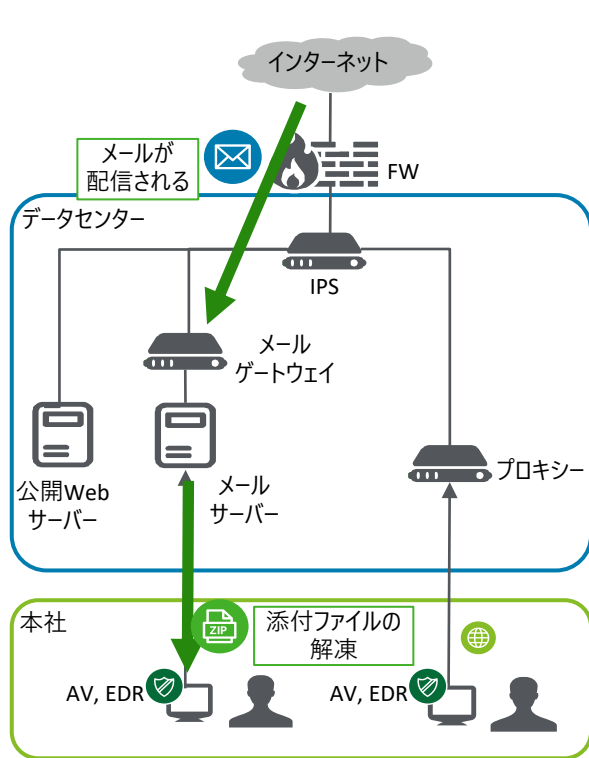 インターネット
メールが
配信される
FW
データセンター
IPS
メール
ゲートウェイ
公開Web
サーバー
メール
サーバー
プロキシー
本社
ZIP
添付ファイルの
解凍
AV, EDR
AV, EDR